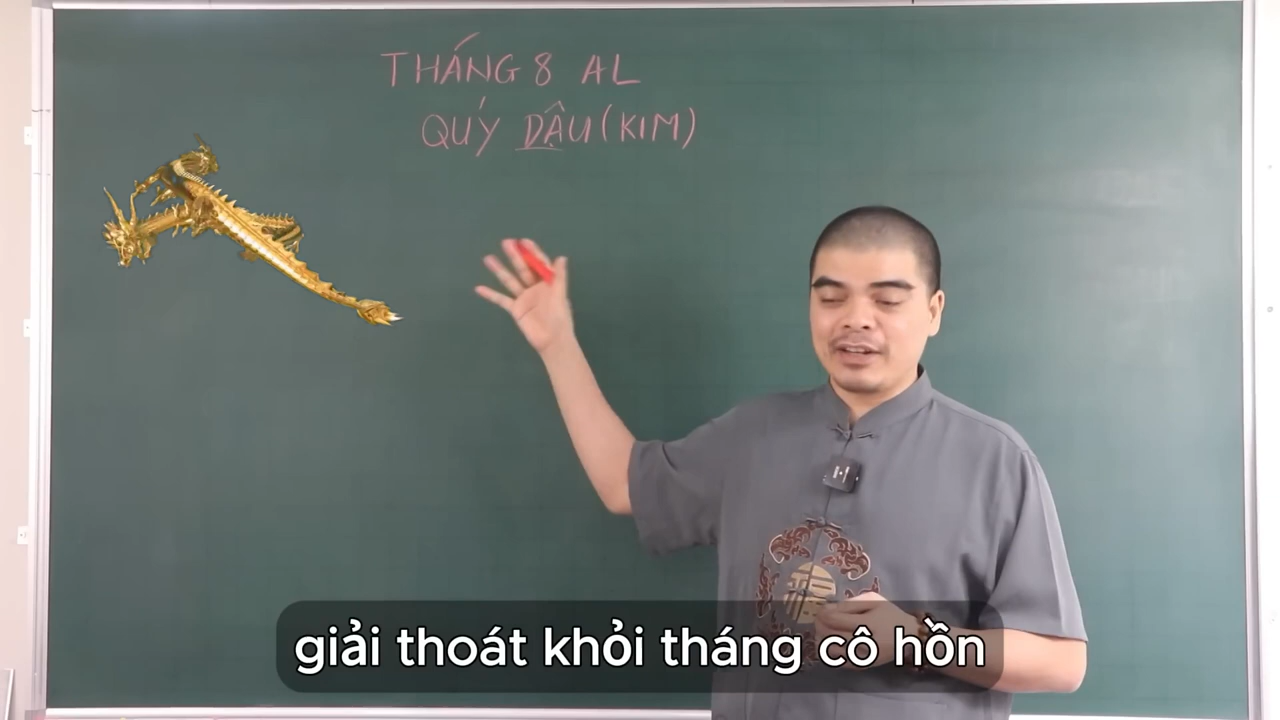 THÁNG 8 AL
QUÝ DẬU (KIM)
giải thoát khỏi tháng cô hồn